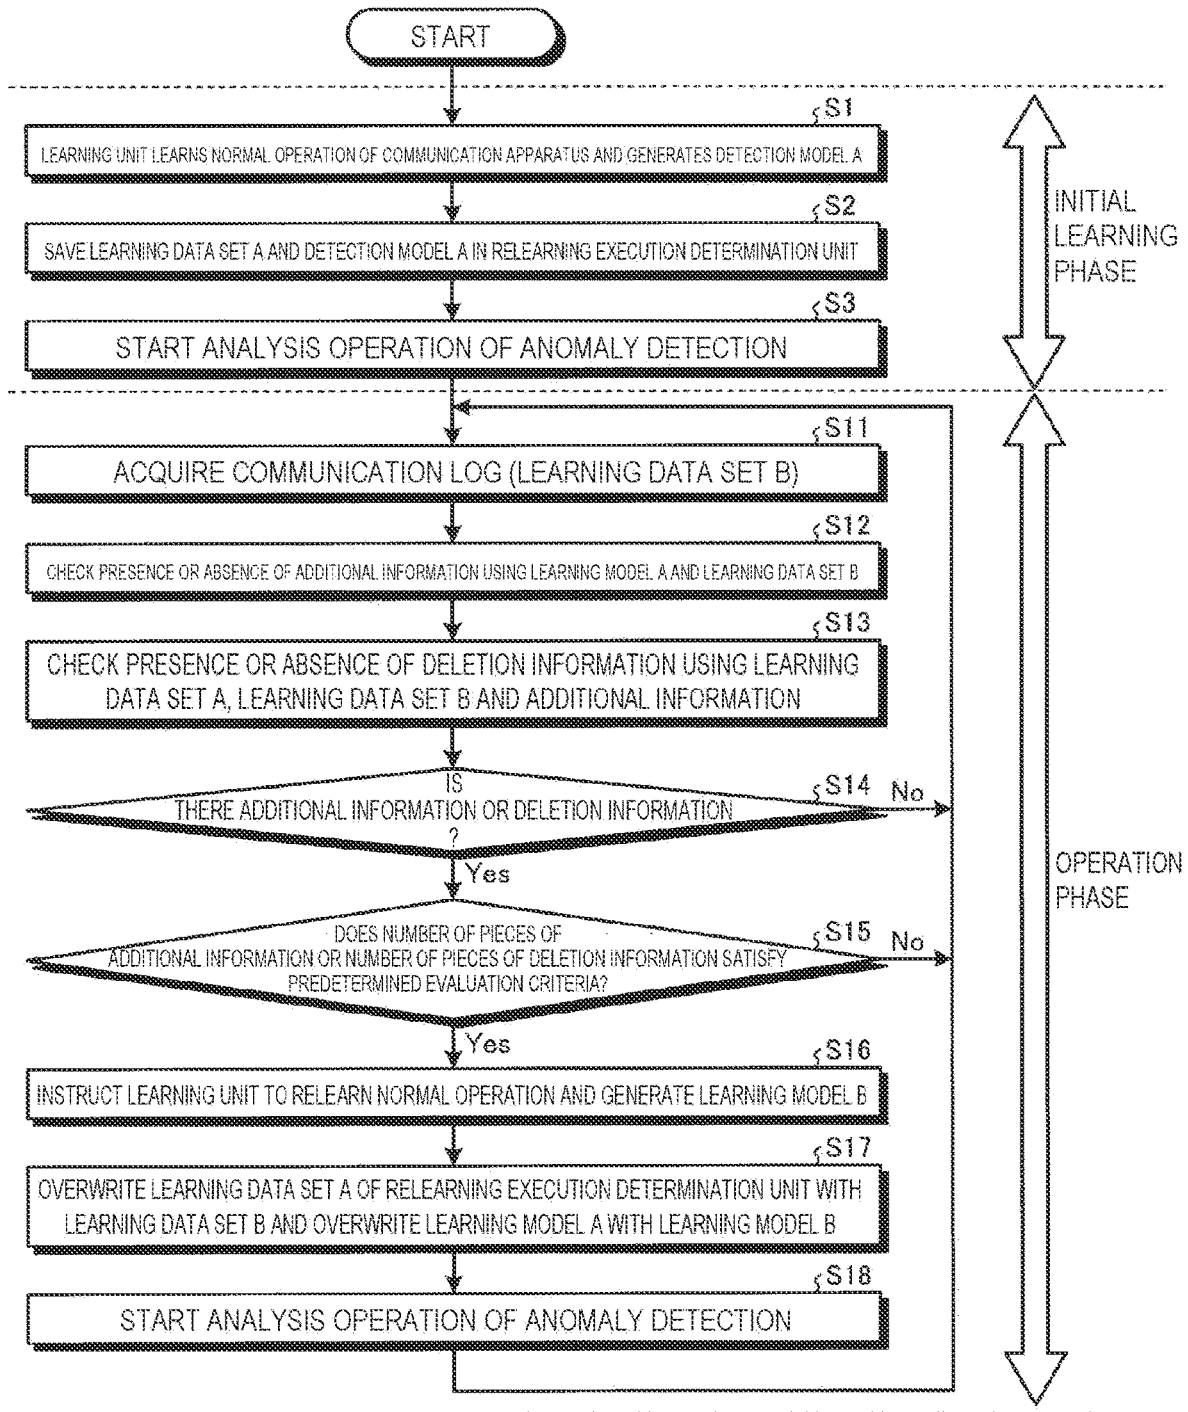 START
S1
LEARNING UNIT LEARNS NORMAL OPERATION OF COMMUNICATION APPARATUS AND GENERATES DETECTION MODEL A
S2
SAVE LEARNING DATA SET A AND DETECTION MODEL A IN RELEARNING EXECUTION DETERMINATION UNIT
S3
START ANALYSIS OPERATION OF ANOMALY DETECTION
INITIAL
LEARNING
PHASE
S11
ACQUIRE COMMUNICATION LOG (LEARNING DATA SET B)
S12
CHECK PRESENCE OR ABSENCE OF ADDITIONAL INFORMATION USING LEARNING MODEL A AND LEARNING DATA SET B
S13
CHECK PRESENCE OR ABSENCE OF DELETION INFORMATION USING LEARNING
DATA SET A, LEARNING DATA SET B AND ADDITIONAL INFORMATION
S14
IS
THERE ADDITIONAL INFORMATION OR DELETION INFORMATION
?
No
Yes
S15
DOES NUMBER OF PIECES OF
ADDITIONAL INFORMATION OR NUMBER OF PIECES OF DELETION INFORMATION SATISFY
PREDETERMINED EVALUATION CRITERIA?
No
Yes
S16
INSTRUCT LEARNING UNIT TO RELEARN NORMAL OPERATION AND GENERATE LEARNING MODEL B
S17
OVERWRITE LEARNING DATA SET A OF RELEARNING EXECUTION DETERMINATION UNIT WITH
LEARNING DATA SET B AND OVERWRITE LEARNING MODEL A WITH LEARNING MODEL B
S18
START ANALYSIS OPERATION OF ANOMALY DETECTION
OPERATION
PHASE